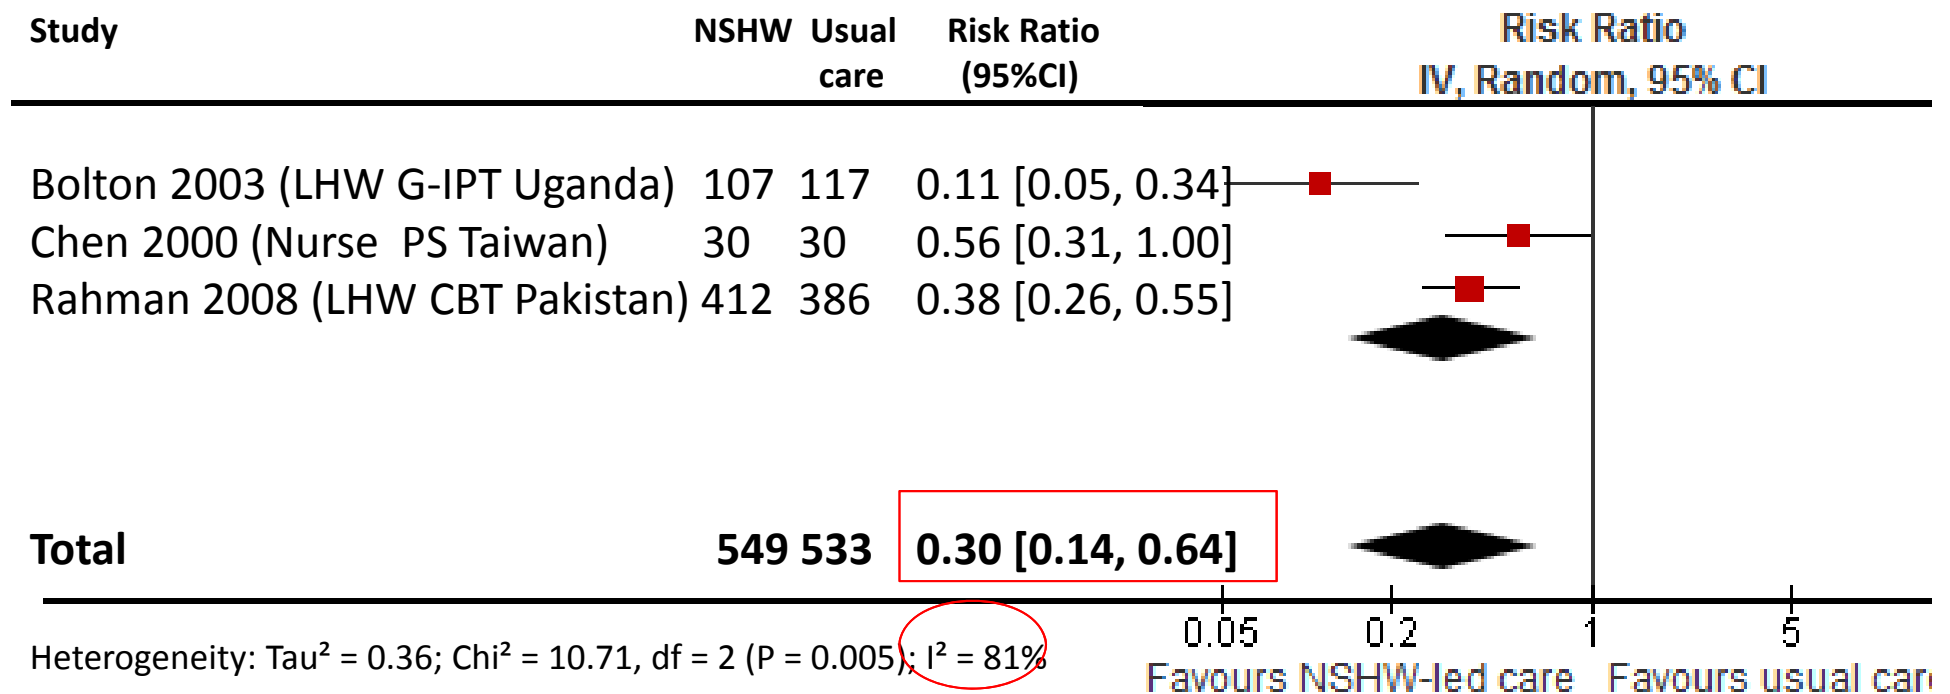 Study NSHW Usual care Risk Ratio (95%CI) Risk Ratio
IV, Random, 95% CI
Bolton 2003 (LHW G-IPT Uganda) 107 117 0.11 [0.05, 0.34]
Chen 2000 (Nurse PS Taiwan) 30 30 0.56 [0.31, 1.00]
Rahman 2008 (LHW CBT Pakistan) 412 386 0.38 [0.26, 0.55]
Total 549 533 0.30 [0.14, 0.64]
0.05 0.2 1 5
Heterogeneity: Tau² = 0.36; Chi² = 10.71, df = 2 (P = 0.005); I² = 81%
Favours NSHW-led care Favours usual car